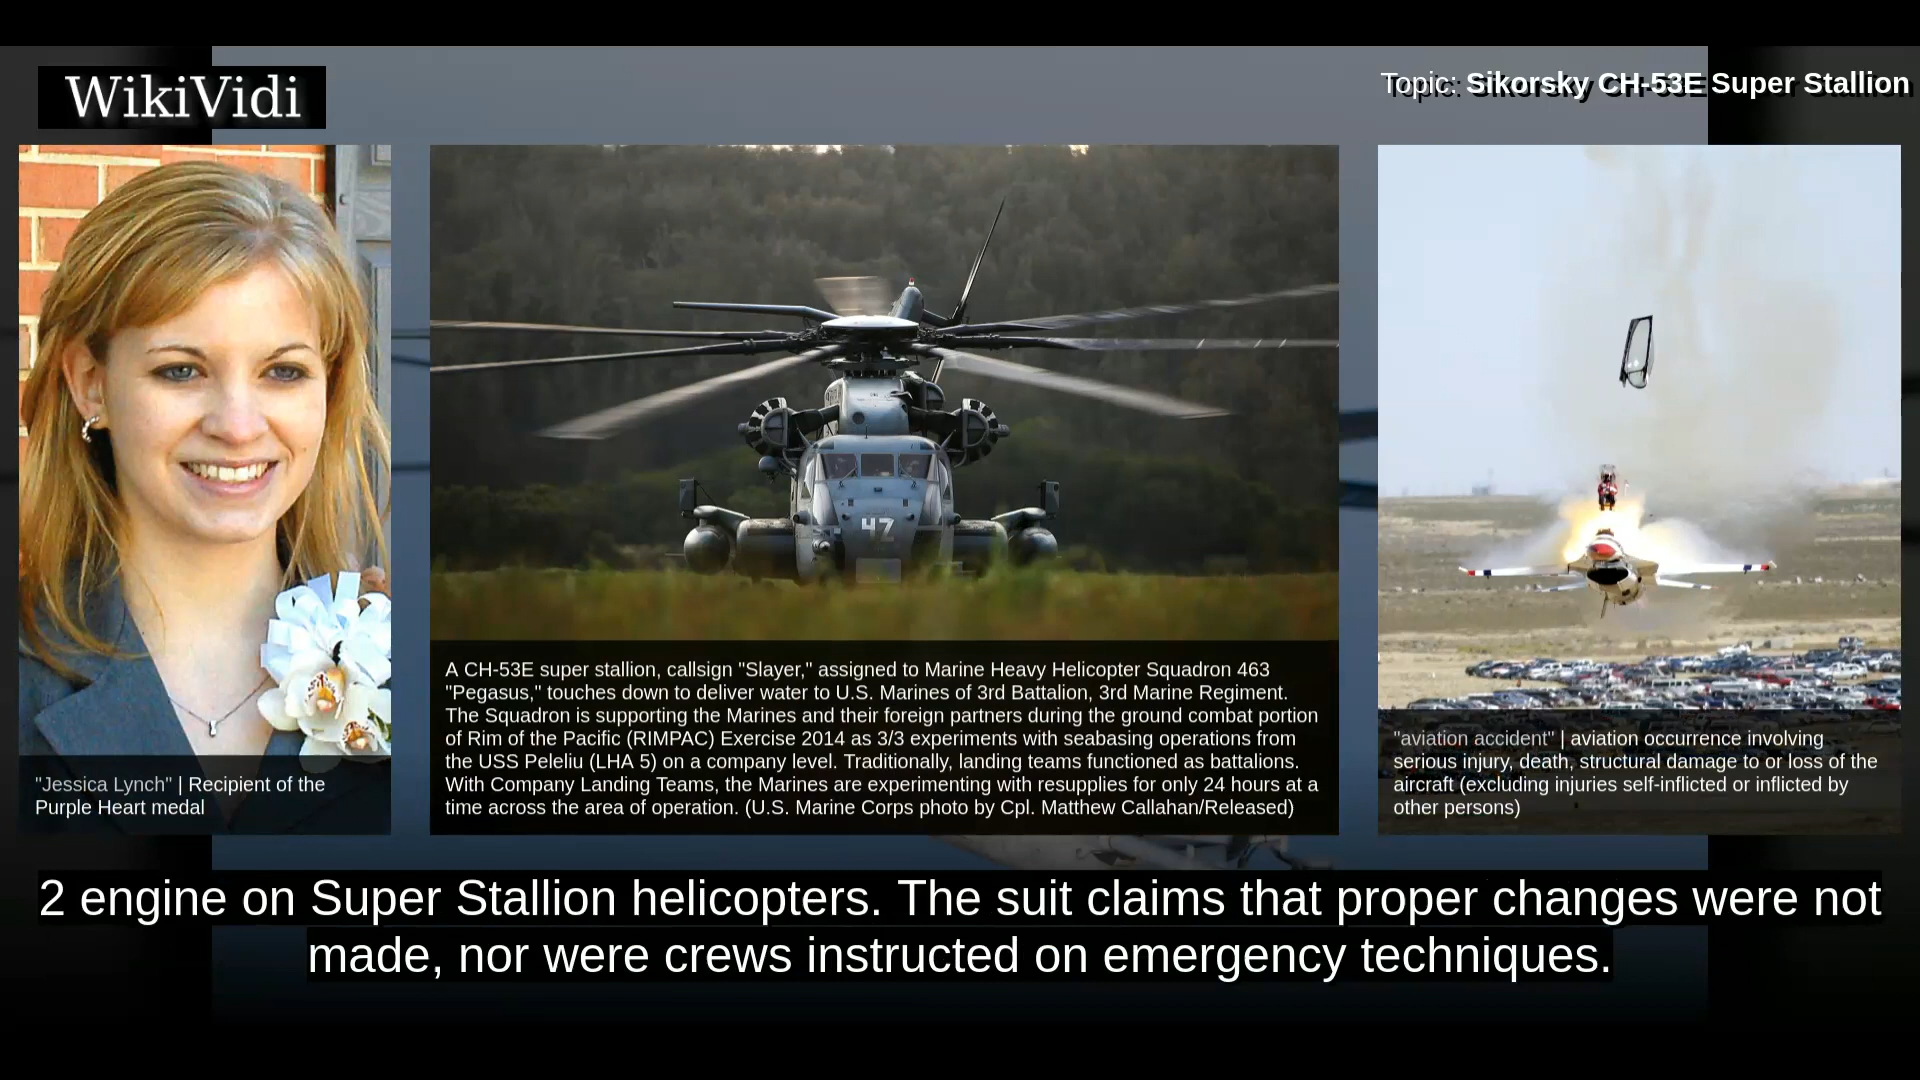 WikiVidi
Topic: Sikorsky CH-53E Super Stallion
"Jessica Lynch" | Recipient of the
Purple Heart medal
47
A CH-53E super stallion, callsign "Slayer," assigned to Marine Heavy Helicopter Squadron 463
"Pegasus," touches down to deliver water to U.S. Marines of 3rd Battalion, 3rd Marine Regiment.
The Squadron is supporting the Marines and their foreign partners during the ground combat portion
of Rim of the Pacific (RIMPAC) Exercise 2014 as 3/3 experiments with seabasing operations from
the USS Peleliu (LHA 5) on a company level. Traditionally, landing teams functioned as battalions.
With Company Landing Teams, the Marines are experimenting with resupplies for only 24 hours at a
time across the area of operation. (U.S. Marine Corps photo by Cpl. Matthew Callahan/Released)
"aviation accident" | aviation occurrence involving
serious injury, death, structural damage to or loss of the
aircraft (excluding injuries self-inflicted or inflicted by
other persons)
2 engine on Super Stallion helicopters. The suit claims that proper changes were not
made, nor were crews instructed on emergency techniques.